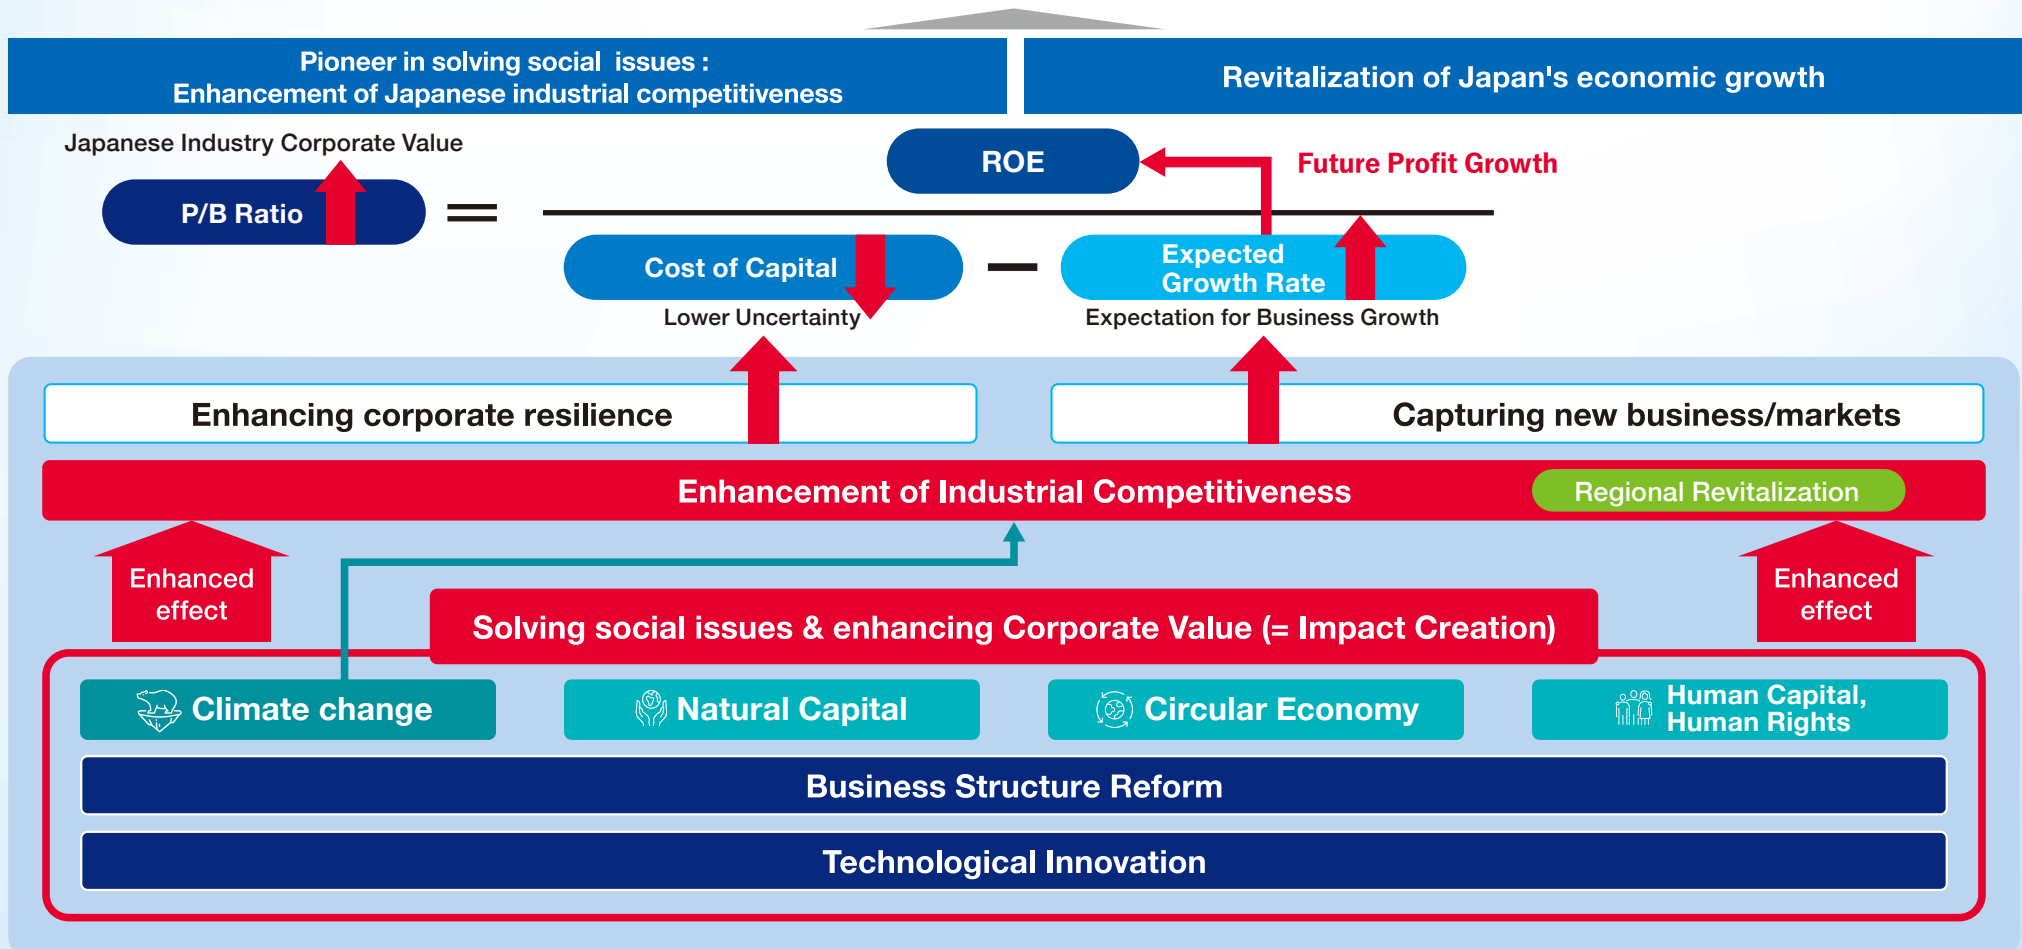 Pioneer in solving social issues :
Enhancement of Japanese industrial competitiveness
Revitalization of Japan's economic growth
Japanese Industry Corporate Value
P/B Ratio
=
ROE
Future Profit Growth
Cost of Capital
−
Expected
Growth Rate
Lower Uncertainty
Expectation for Business Growth
Enhancing corporate resilience
Capturing new business/markets
Enhancement of Industrial Competitiveness
Regional Revitalization
Enhanced
effect
Enhanced
effect
Solving social issues & enhancing Corporate Value (= Impact Creation)
Climate change
Natural Capital
Circular Economy
Human Capital,
Human Rights
Business Structure Reform
Technological Innovation